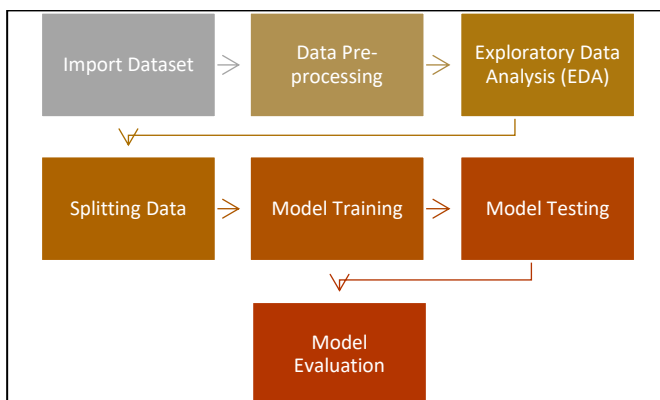 Import Dataset
Data Pre-
processing
Exploratory Data
Analysis (EDA)
Splitting Data
Model Training
Model Testing
Model
Evaluation